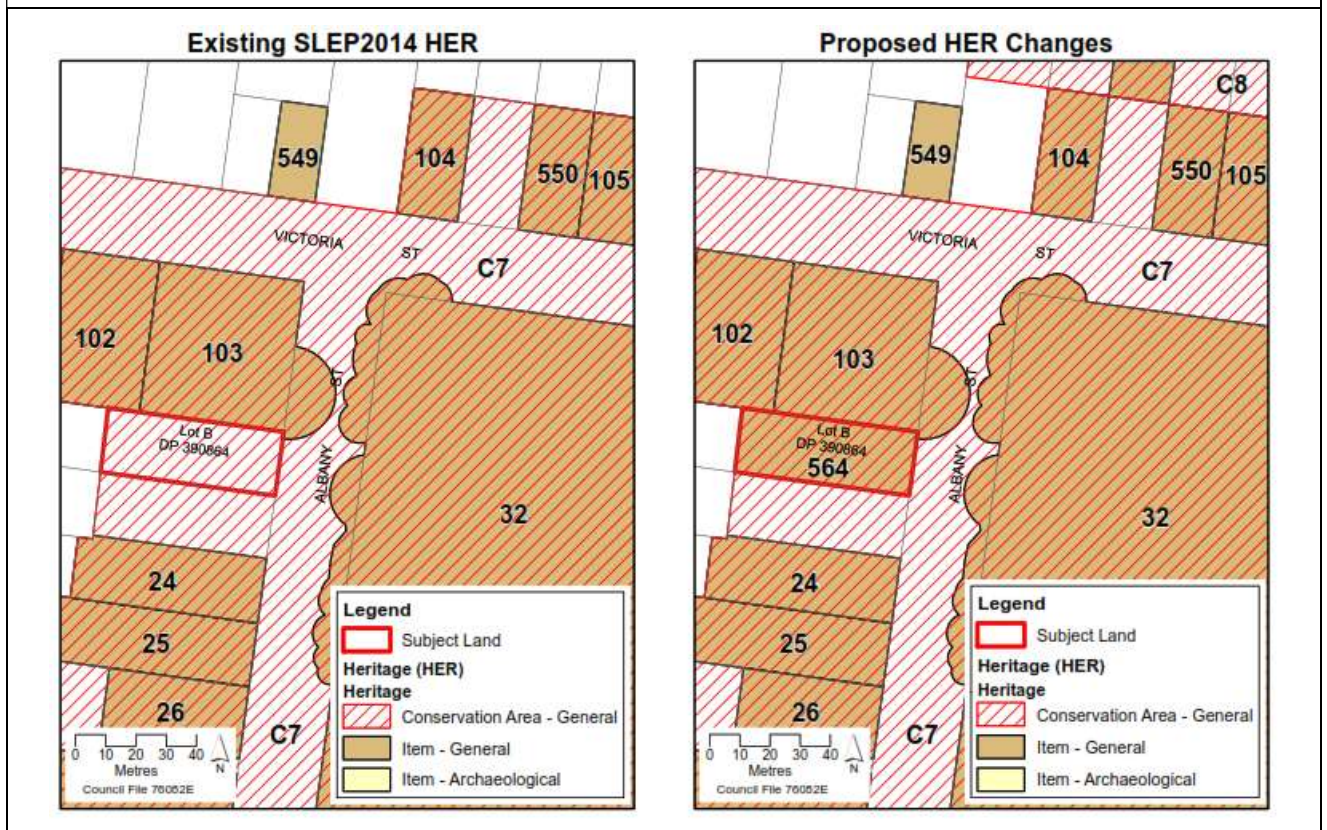 Existing SLEP2014 HER
549
104
550
105
VICTORIA ST
C7
102
103
ST
Lot B
DP 390864
ALBANY
32
24
25
26
C7
0 10 20 30 40
Metres
N
Council File 76052E
Legend
Subject Land
Heritage (HER)
Heritage
Conservation Area - General
Item - General
Item - Archaeological
Proposed HER Changes
C8
549
104
550
105
VICTORIA ST
C7
102
103
ST
Lot B
DP 390864
564
ALBANY
32
24
25
26
C7
0 10 20 30 40
Metres
N
Council File 76052E
Legend
Subject Land
Heritage (HER)
Heritage
Conservation Area - General
Item - General
Item - Archaeological